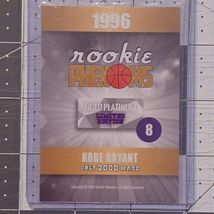 1996
rookie
PHENOMS
GOLD PLATINUM
8
KOBE BRYANT
ONLY 2000 MADE